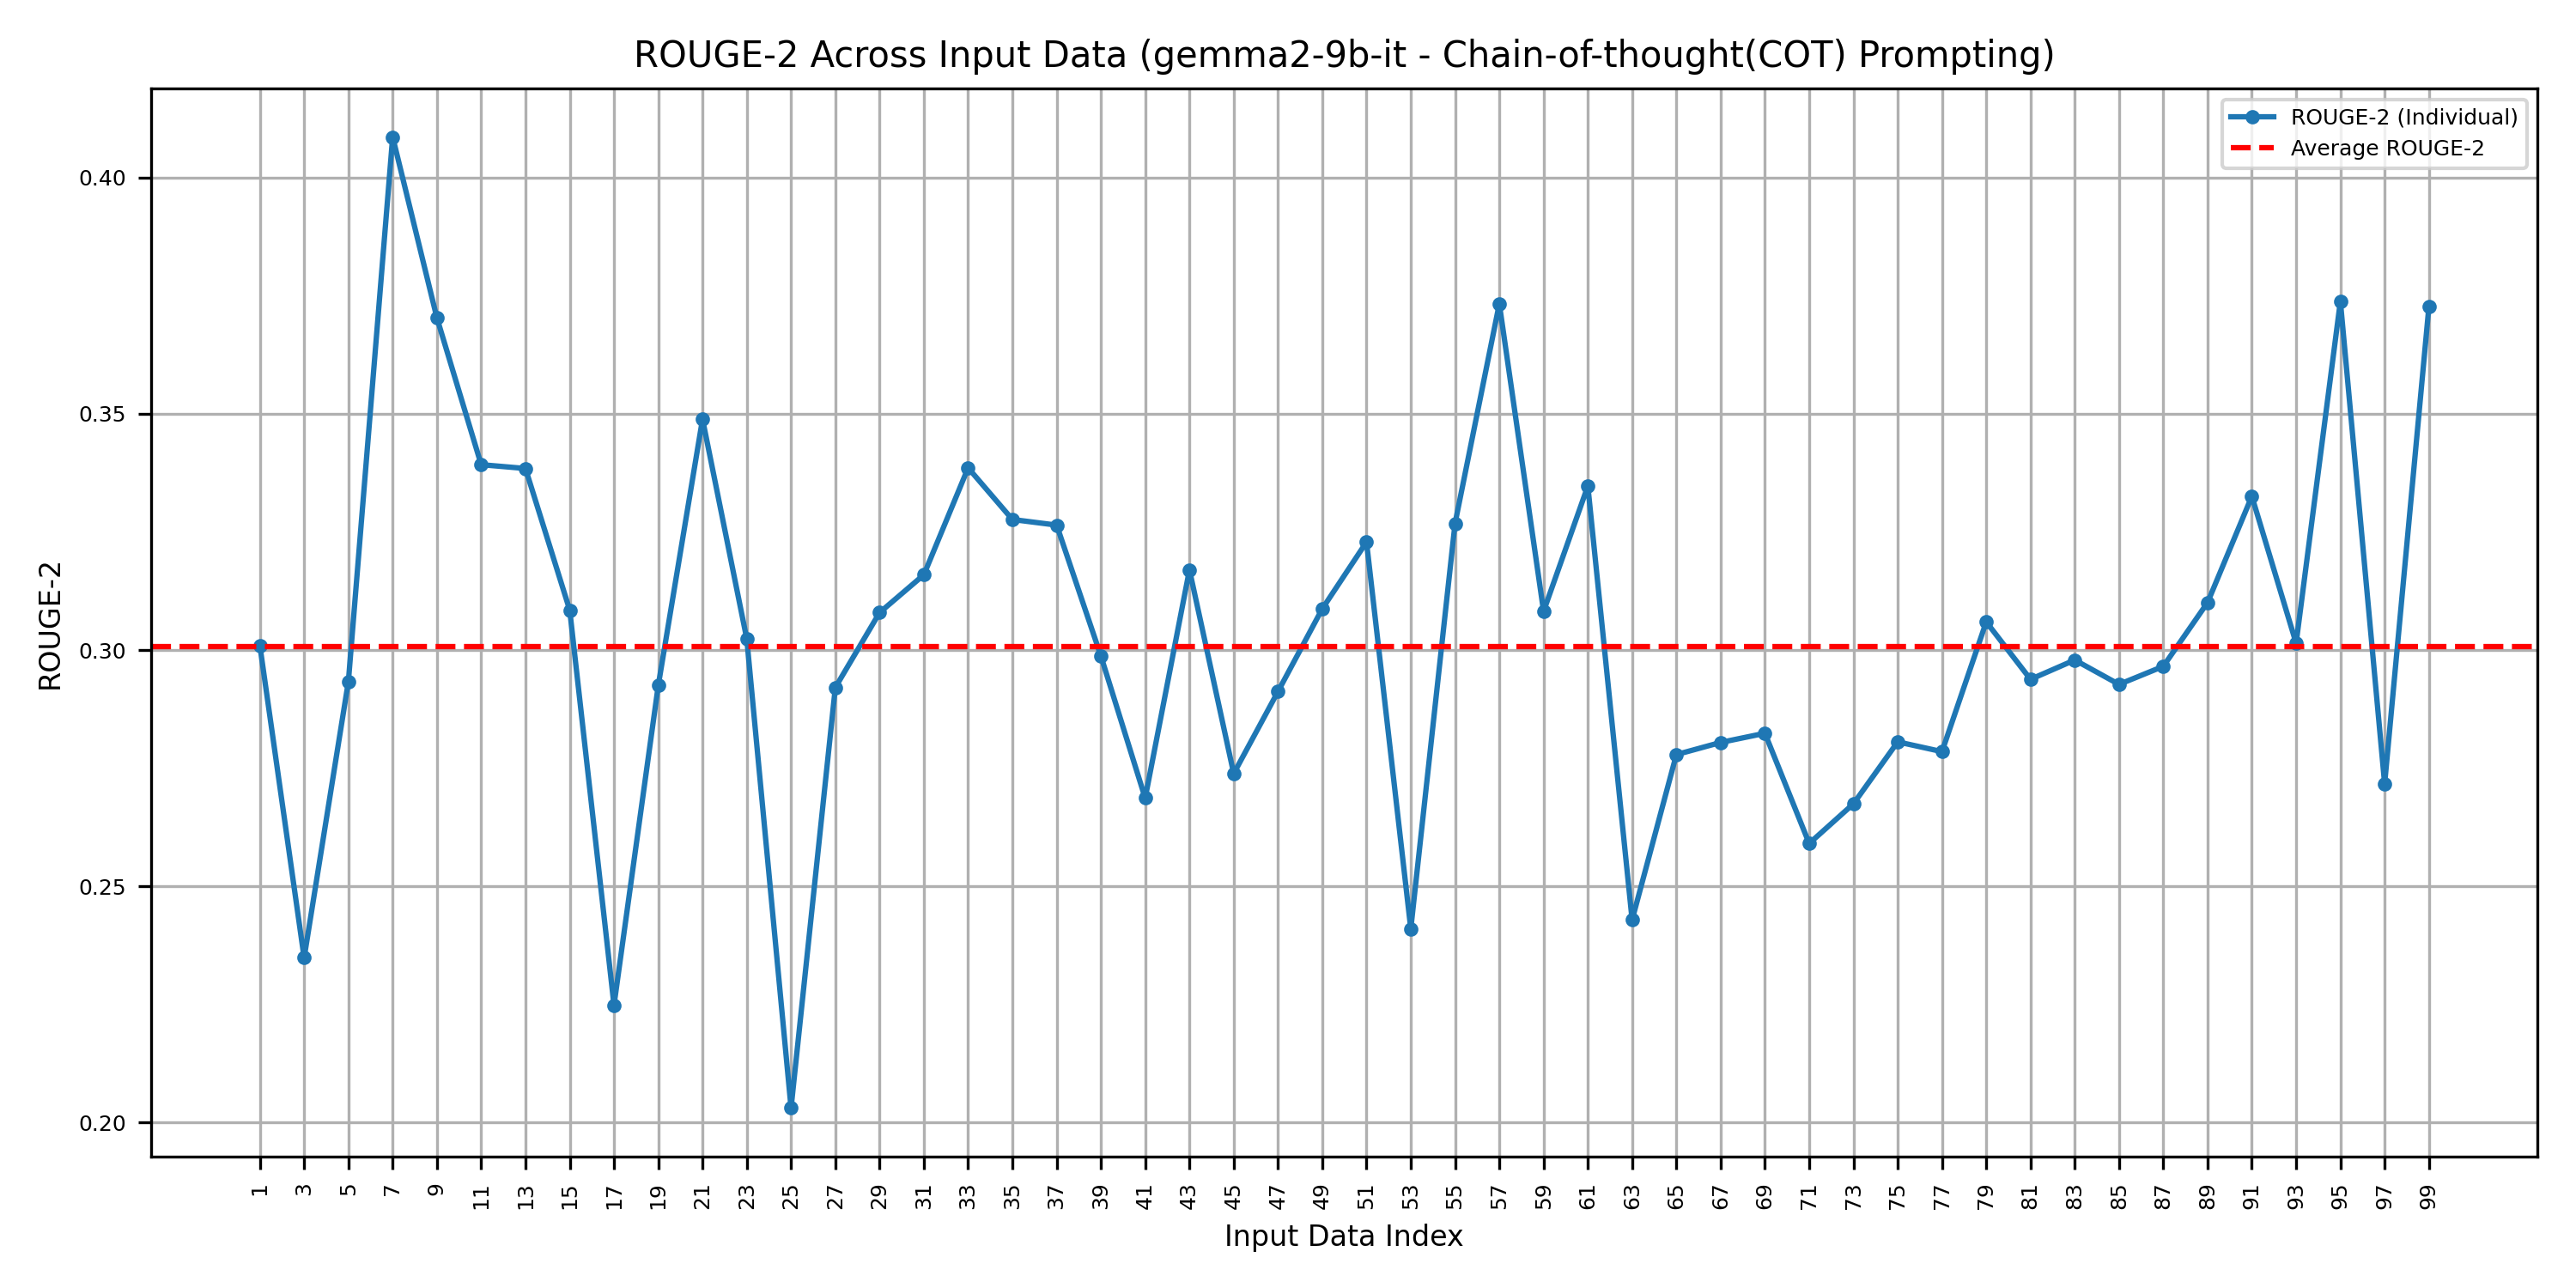 ROUGE-2 Across Input Data (gemma2-9b-it - Chain-of-thought(COT) Prompting)
ROUGE-2 (Individual)
Average ROUGE-2
ROUGE-2
0.40
0.35
0.30
0.25
0.20
1 3 5 7 9 11 13 15 17 19 21 23 25 27 29 31 33 35 37 39 41 43 45 47 49 51 53 55 57 59 61 63 65 67 69 71 73 75 77 79 81 83 85 87 89 91 93 95 97 99
Input Data Index